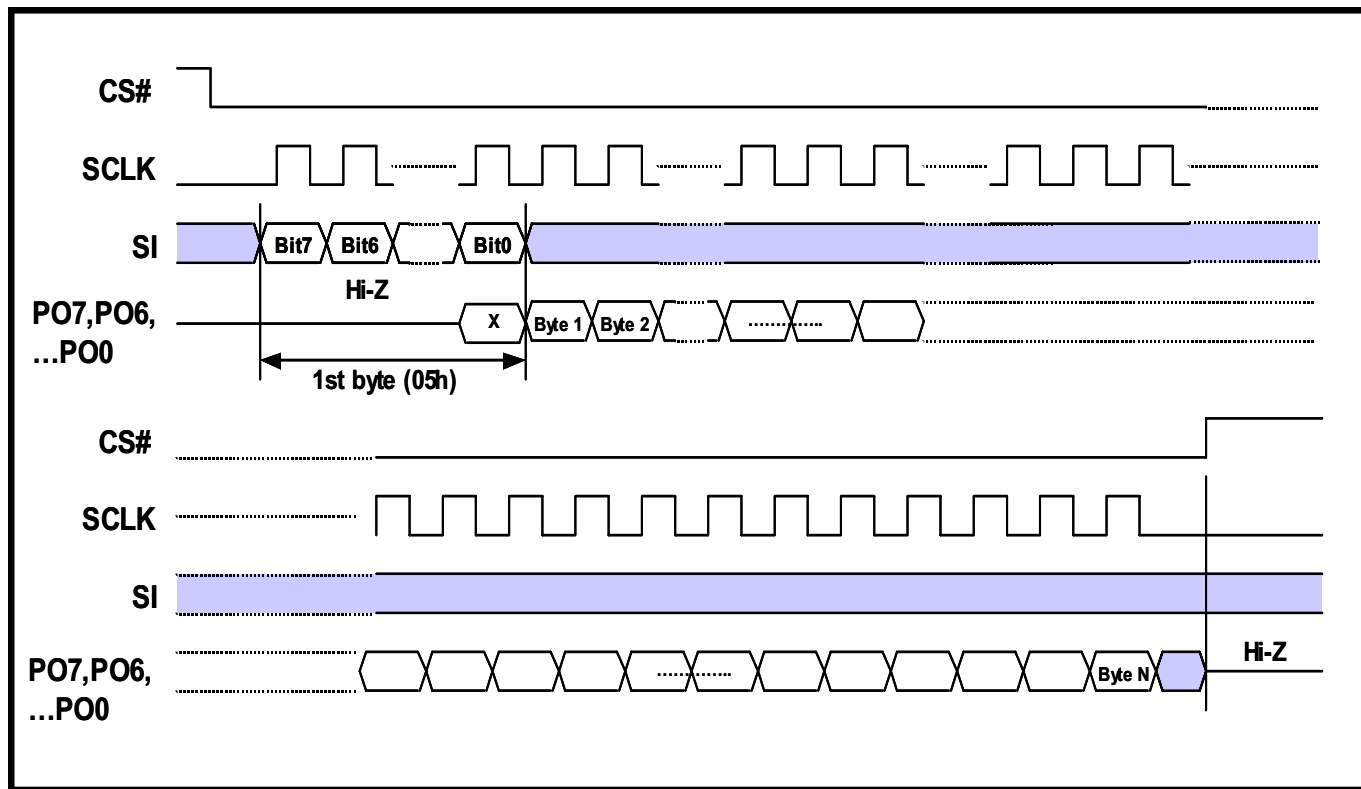 CS#
SCLK
SI Bit7 Bit6 Bit0
Hi-Z
PO7,PO6, X Byte 1 Byte 2 ..............
...PO0
1st byte (05h)
CS#
SCLK
SI
PO7,PO6, .............. Byte N Hi-Z
...PO0